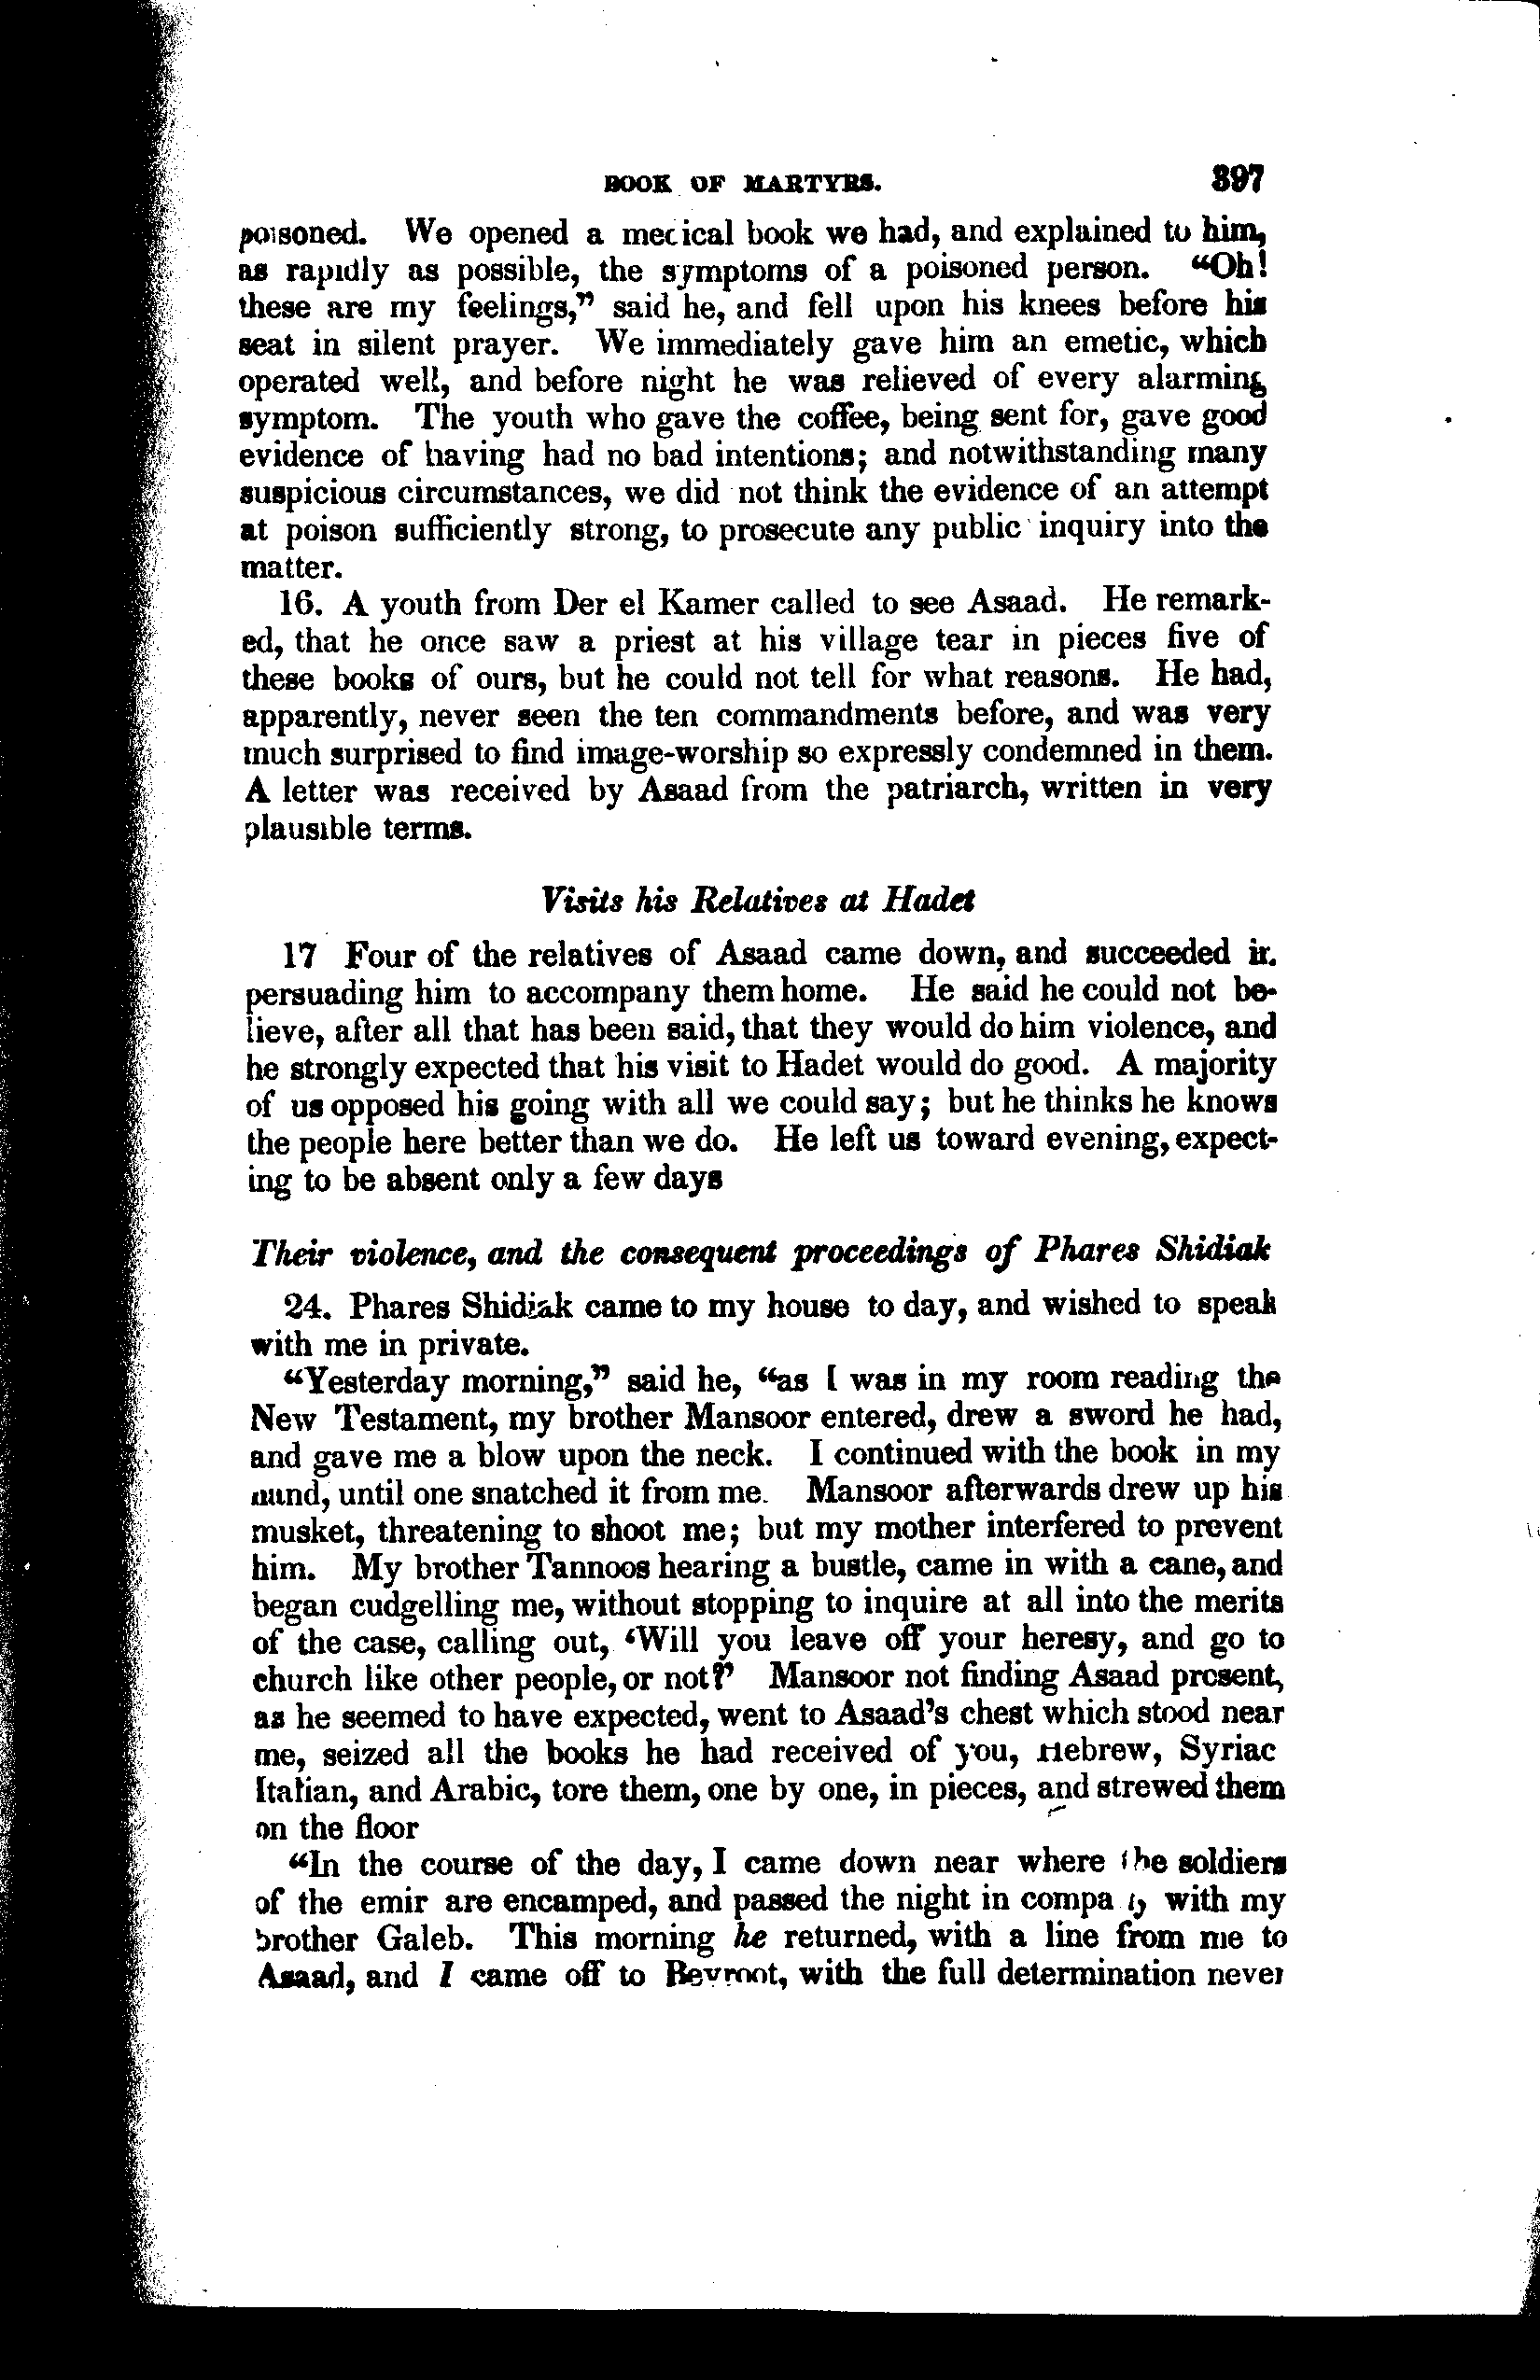 BOOK OF MARTYRS. 397
poisoned. We opened a medical book we had, and explained to him,
as rapidly as possible, the symptoms of a poisoned person. “Oh!
these are my feelings,” said he, and fell upon his knees before his
seat in silent prayer. We immediately gave him an emetic, which
operated well, and before night he was relieved of every alarming
symptom. The youth who gave the coffee, being sent for, gave good
evidence of having had no bad intentions; and notwithstanding many
suspicious circumstances, we did not think the evidence of an attempt
at poison sufficiently strong, to prosecute any public inquiry into the
matter.
16. A youth from Der el Kamer called to see Asaad. He remark-
ed, that he once saw a priest at his village tear in pieces five of
these books of ours, but he could not tell for what reasons. He had,
apparently, never seen the ten commandments before, and was very
much surprised to find image-worship so expressly condemned in them.
A letter was received by Asaad from the patriarch, written in very
plausible terms.
Visits his Relatives at Hadet
17 Four of the relatives of Asaad came down, and succeeded in
persuading him to accompany them home. He said he could not be-
lieve, after all that has been said, that they would do him violence, and
he strongly expected that his visit to Hadet would do good. A majority
of us opposed his going with all we could say; but he thinks he knows
the people here better than we do. He left us toward evening, expect-
ing to be absent only a few days
Their violence, and the consequent proceedings of Phares Shidiak
24. Phares Shidiak came to my house to day, and wished to speak
with me in private.
“Yesterday morning,” said he, “as I was in my room reading the
New Testament, my brother Mansoor entered, drew a sword he had,
and gave me a blow upon the neck. I continued with the book in my
hand, until one snatched it from me. Mansoor afterwards drew up his
musket, threatening to shoot me; but my mother interfered to prevent
him. My brother Tannoos hearing a bustle, came in with a cane, and
began cudgelling me, without stopping to inquire at all into the merits
of the case, calling out, ‘Will you leave off your heresy, and go to
church like other people, or not?’ Mansoor not finding Asaad present,
as he seemed to have expected, went to Asaad’s chest which stood near
me, seized all the books he had received of you, Hebrew, Syriac
Italian, and Arabic, tore them, one by one, in pieces, and strewed them
on the floor
“In the course of the day, I came down near where the soldiers
of the emir are encamped, and passed the night in company with my
brother Galeb. This morning he returned, with a line from me to
Asaad, and I came off to Beyroot, with the full determination never